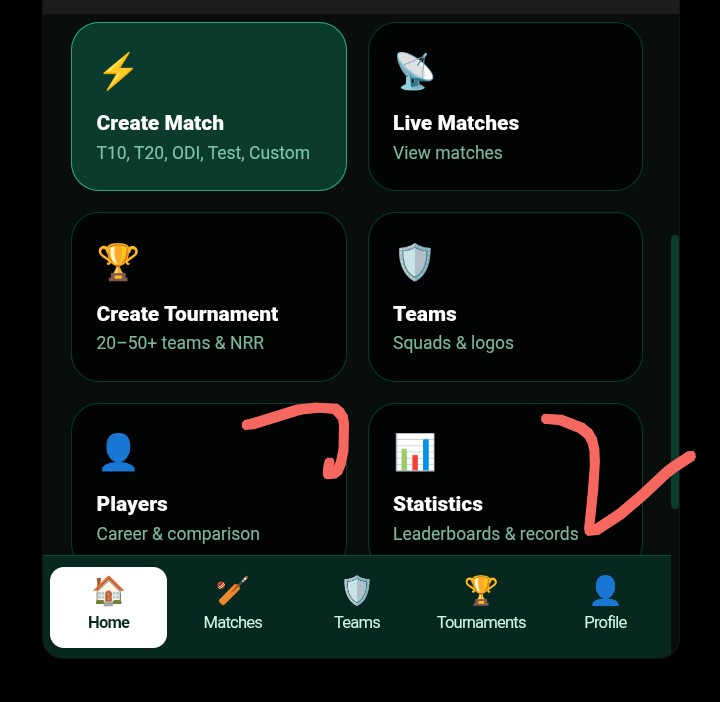 Create Match
T10, T20, ODI, Test, Custom
Live Matches
View matches
Create Tournament
20–50+ teams & NRR
Teams
Squads & logos
Players
Career & comparison
Statistics
Leaderboards & records
Home
Matches
Teams
Tournaments
Profile